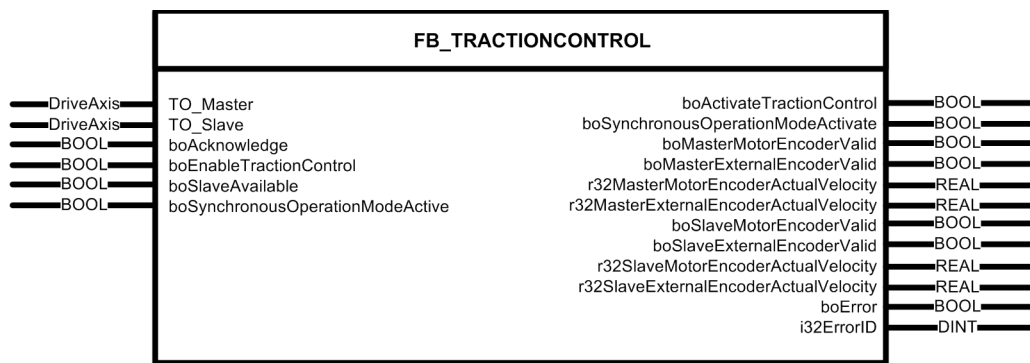 FB_TRACTIONCONTROL
DriveAxis TO_Master boActivateTractionControl BOOL
DriveAxis TO_Slave boSynchronousOperationModeActivate BOOL
BOOL boAcknowledge boMasterMotorEncoderValid BOOL
BOOL boEnableTractionControl boMasterExternalEncoderValid BOOL
BOOL boSlaveAvailable r32MasterMotorEncoderActualVelocity REAL
BOOL boSynchronousOperationModeActive r32MasterExternalEncoderActualVelocity REAL
boSlaveMotorEncoderValid BOOL
boSlaveExternalEncoderValid BOOL
r32SlaveMotorEncoderActualVelocity REAL
r32SlaveExternalEncoderActualVelocity REAL
boError BOOL
i32ErrorID DINT